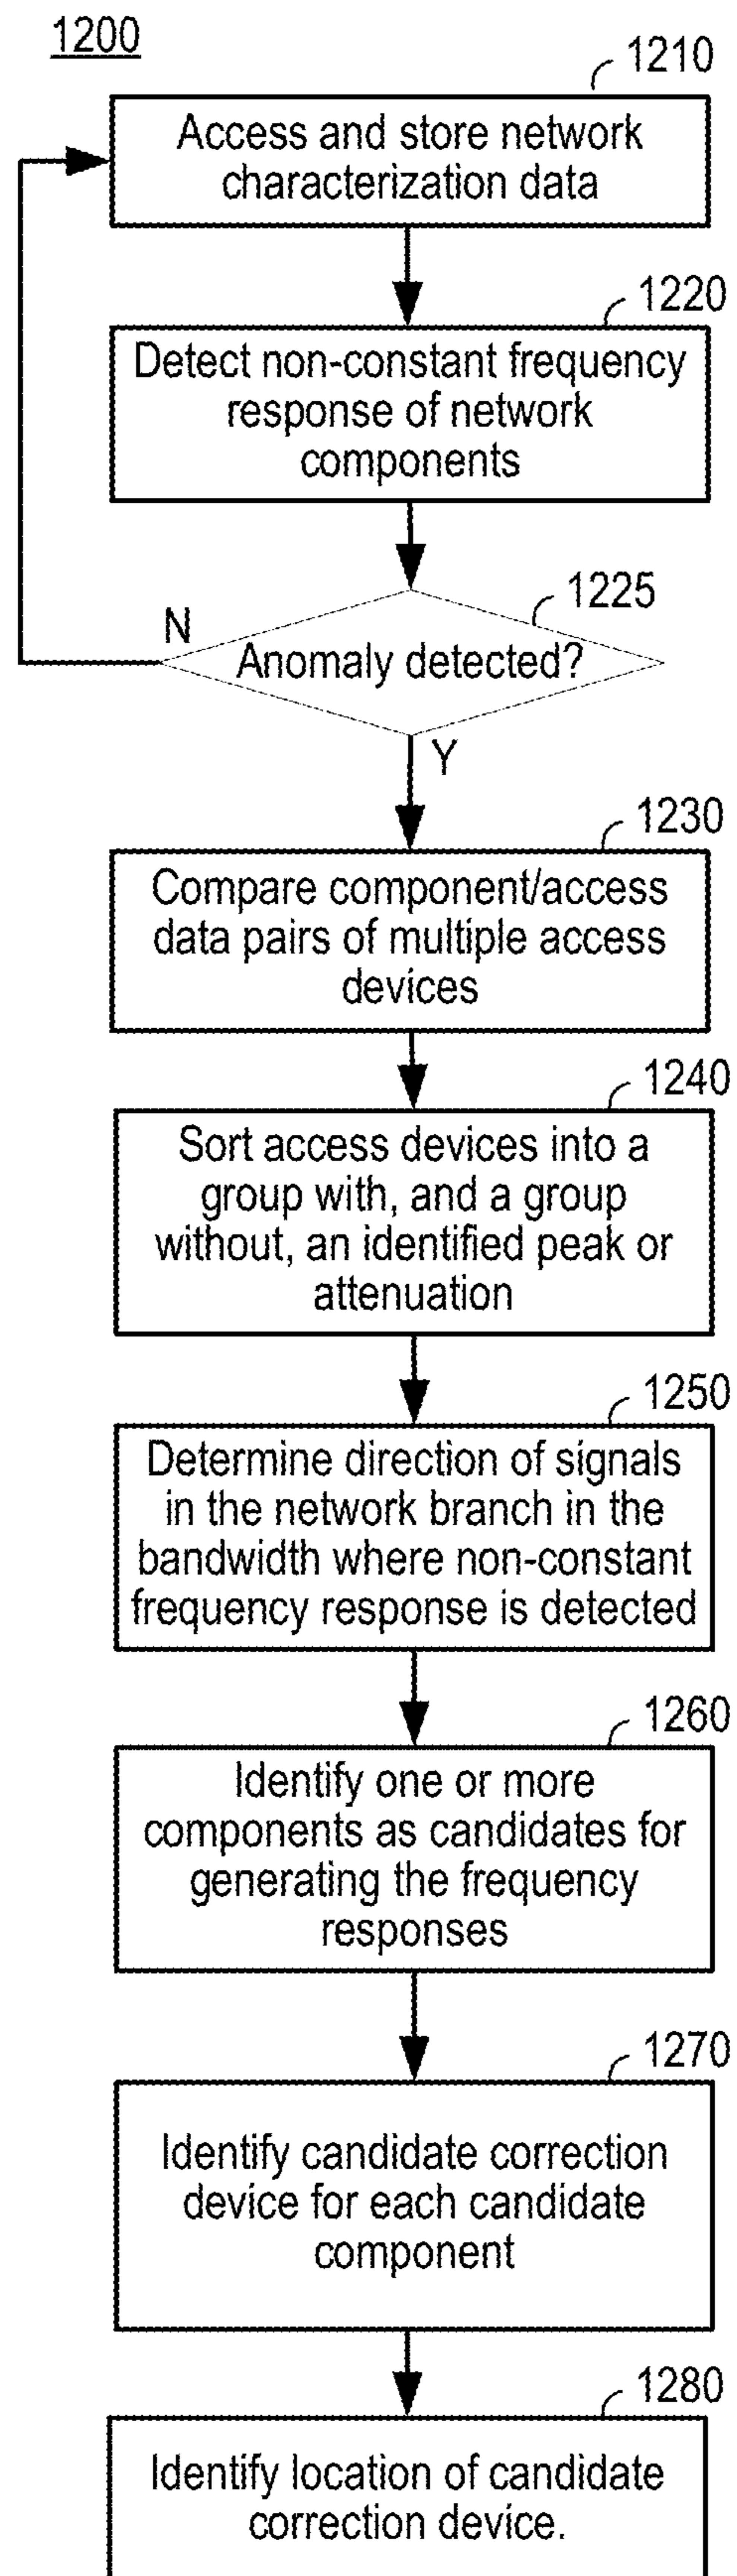 1200
1210
Access and store network
characterization data
1220
Detect non-constant frequency
response of network
components
1225
N
Anomaly detected?
Y
1230
Compare component/access
data pairs of multiple access
devices
1240
Sort access devices into a
group with, and a group
without, an identified peak or
attenuation
1250
Determine direction of signals
in the network branch in the
bandwidth where non-constant
frequency response is detected
1260
Identify one or more
components as candidates for
generating the frequency
responses
1270
Identify candidate correction
device for each candidate
component
1280
Identify location of candidate
correction device.